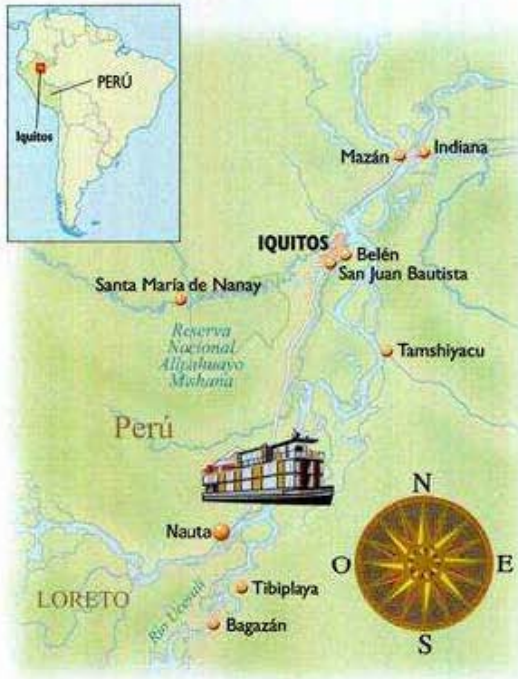 PERÚ
Iquitos
Mazán
Indiana
IQUITOS
Belén
San Juan Bautista
Santa María de Nanay
Reserva
Nacional
Allpahuayo
Mishana
Tamshiyacu
Perú
Nauta
N
O
E
S
LORETO
Río Ucayali
Tibiplaya
Bagazán